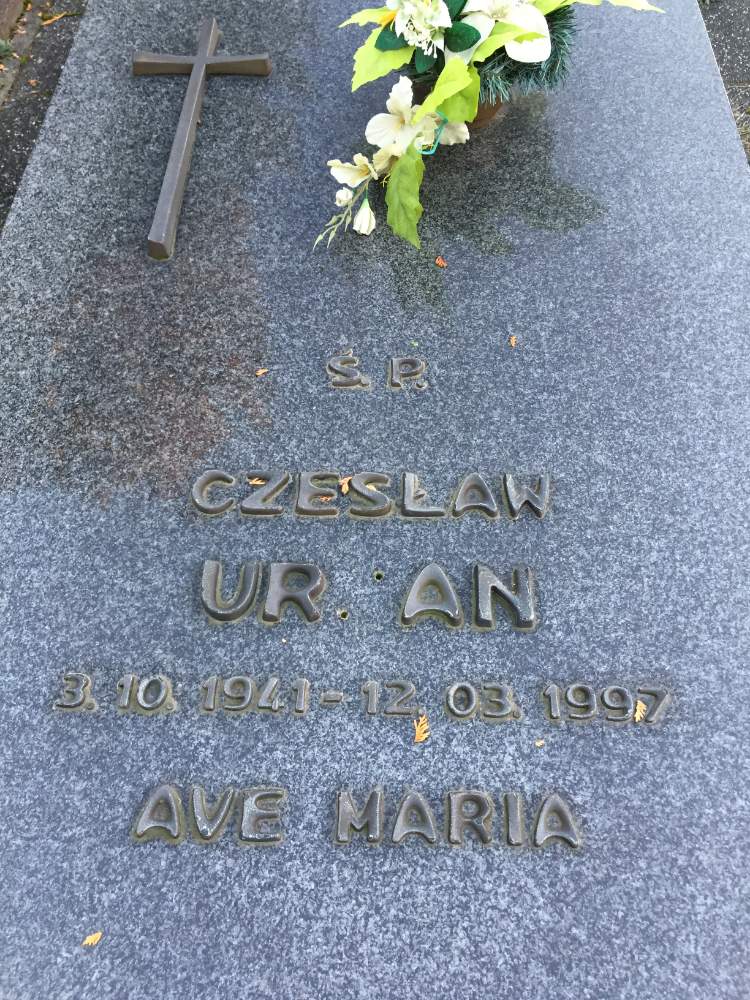 Ś. P.
CZESŁAW
UR AN
3. 10. 1941 - 12. 03. 1997
AVE MARIA